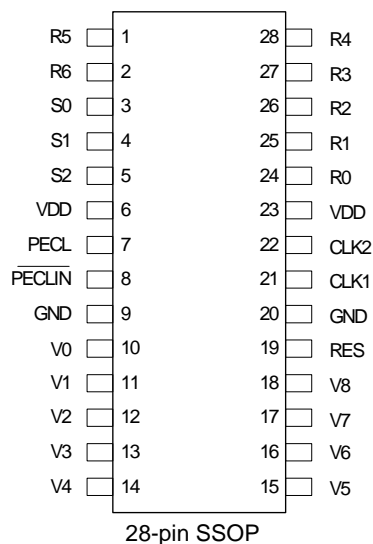 R5 1 28 R4
R6 2 27 R3
S0 3 26 R2
S1 4 25 R1
S2 5 24 R0
VDD 6 23 VDD
PECL 7 22 CLK2
PECLIN 8 21 CLK1
GND 9 20 GND
V0 10 19 RES
V1 11 18 V8
V2 12 17 V7
V3 13 16 V6
V4 14 15 V5
28-pin SSOP